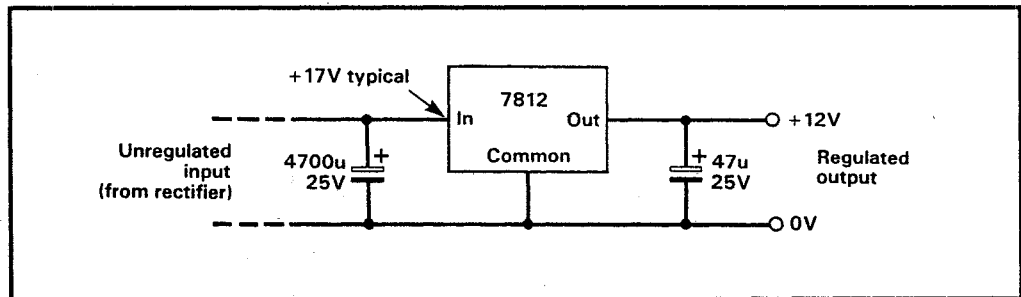 +17V typical
7812
In
Out
Common
Unregulated
input
(from rectifier)
4700u
25V
+
+
47u
25V
+12V
Regulated
output
0V